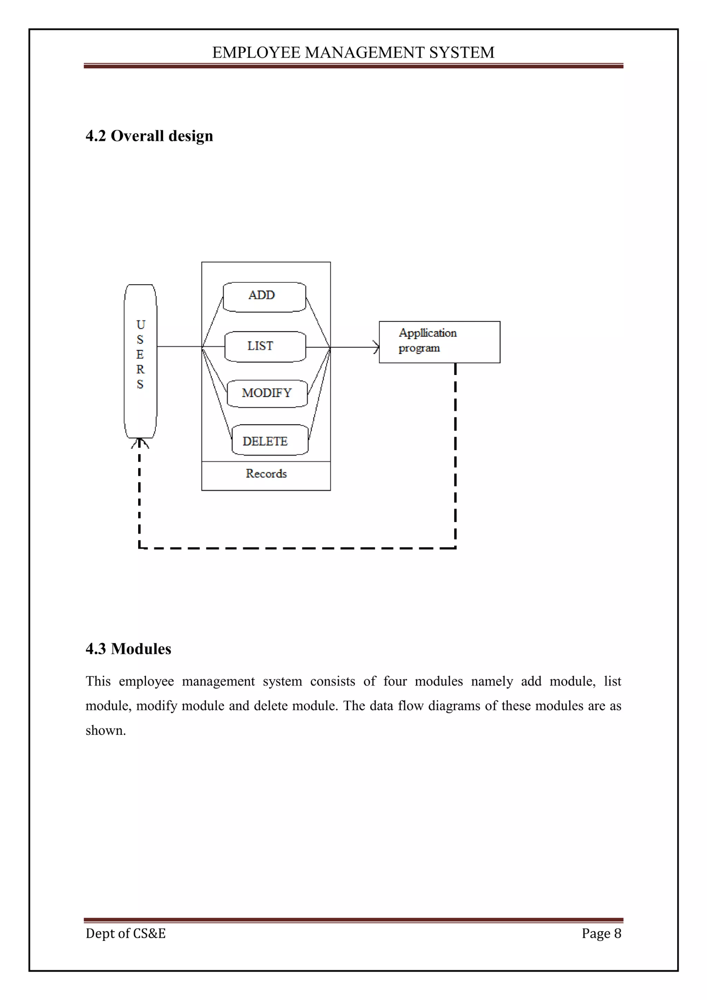 EMPLOYEE MANAGEMENT SYSTEM
4.2 Overall design
U
S
E
R
S
ADD
LIST
MODIFY
DELETE
Records
Appllication
program
4.3 Modules
This employee management system consists of four modules namely add module, list
module, modify module and delete module. The data flow diagrams of these modules are as
shown.
Dept of CS&E Page 8